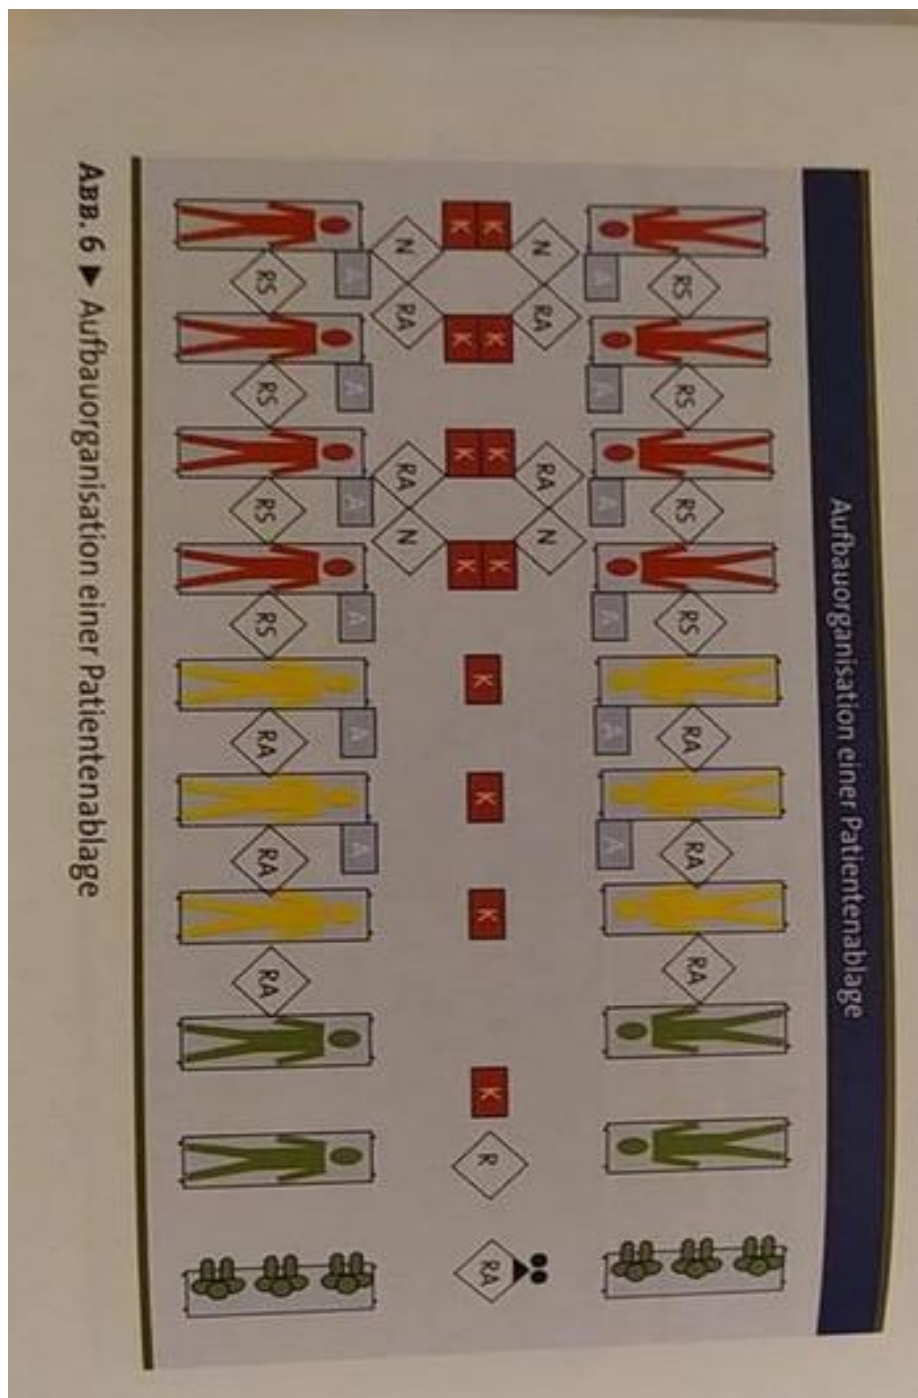 Aufbauorganisation einer Patientenablage
RS RS RS RS RA RA RA
A A A A A A
N RA RA N
K K K K K K K K R RA
K K K K
N RA RA N
A A A A A A
RS RS RS RS RA RA RA
ABB. 6 ▶ Aufbauorganisation einer Patientenablage